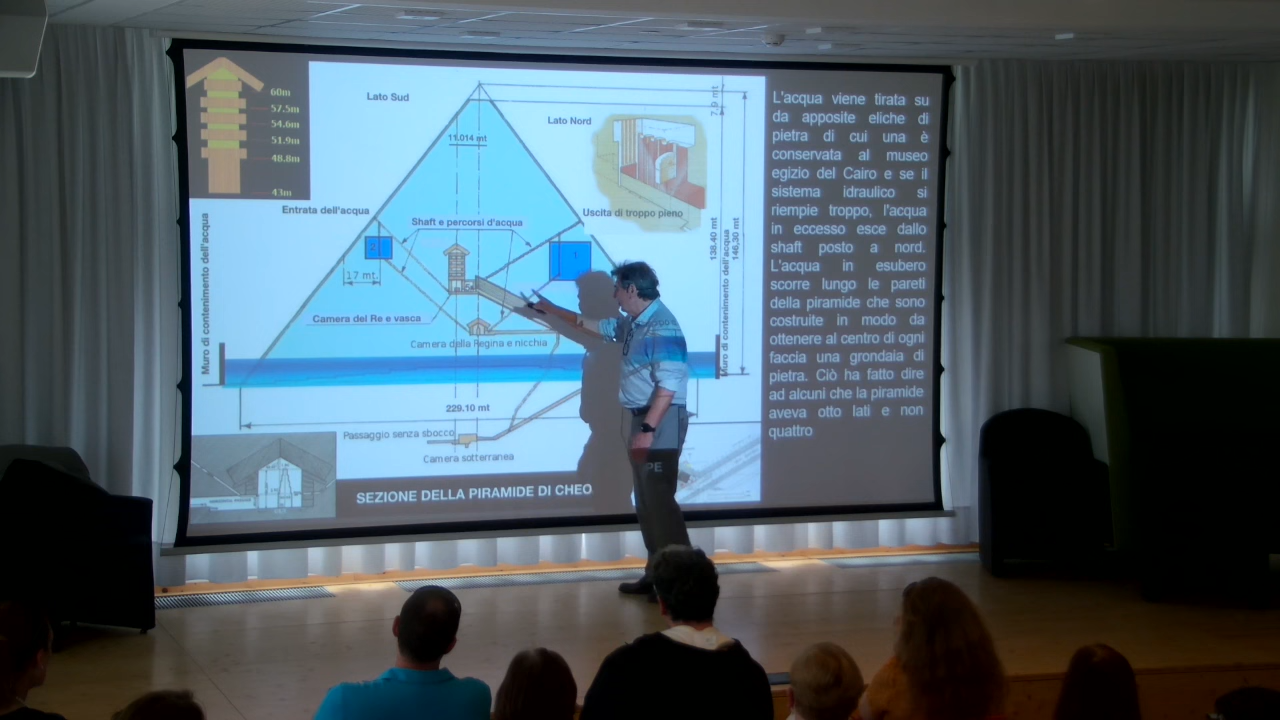 60m
57.5m
54.6m
51.9m
48.8m
43m
Lato Sud
7,9 mt
11.014 mt
Lato Nord
Entrata dell'acqua
Shaft e percorsi d'acqua
Uscita di troppo pieno
2
1
17 mt.
Camera del Re e vasca
Camera della Regina e nicchia
Muro di contenimento dell'acqua
138.40 mt
146,30 mt
Muro di contenimento dell'acqua
229,10 mt
Passaggio senza sbocco
Camera sotterranea
SEZIONE DELLA PIRAMIDE DI CHEO
PE
L'acqua viene tirata su
da apposite eliche di
pietra di cui una è
conservata al museo
egizio del Cairo e se il
sistema idraulico si
riempie troppo, l'acqua
in eccesso esce dallo
shaft posto a nord.
L'acqua in esubero
scorre lungo le pareti
della piramide che sono
costruite in modo da
ottenere al centro di ogni
faccia una grondaia di
pietra. Ciò ha fatto dire
ad alcuni che la piramide
aveva otto lati e non
quattro